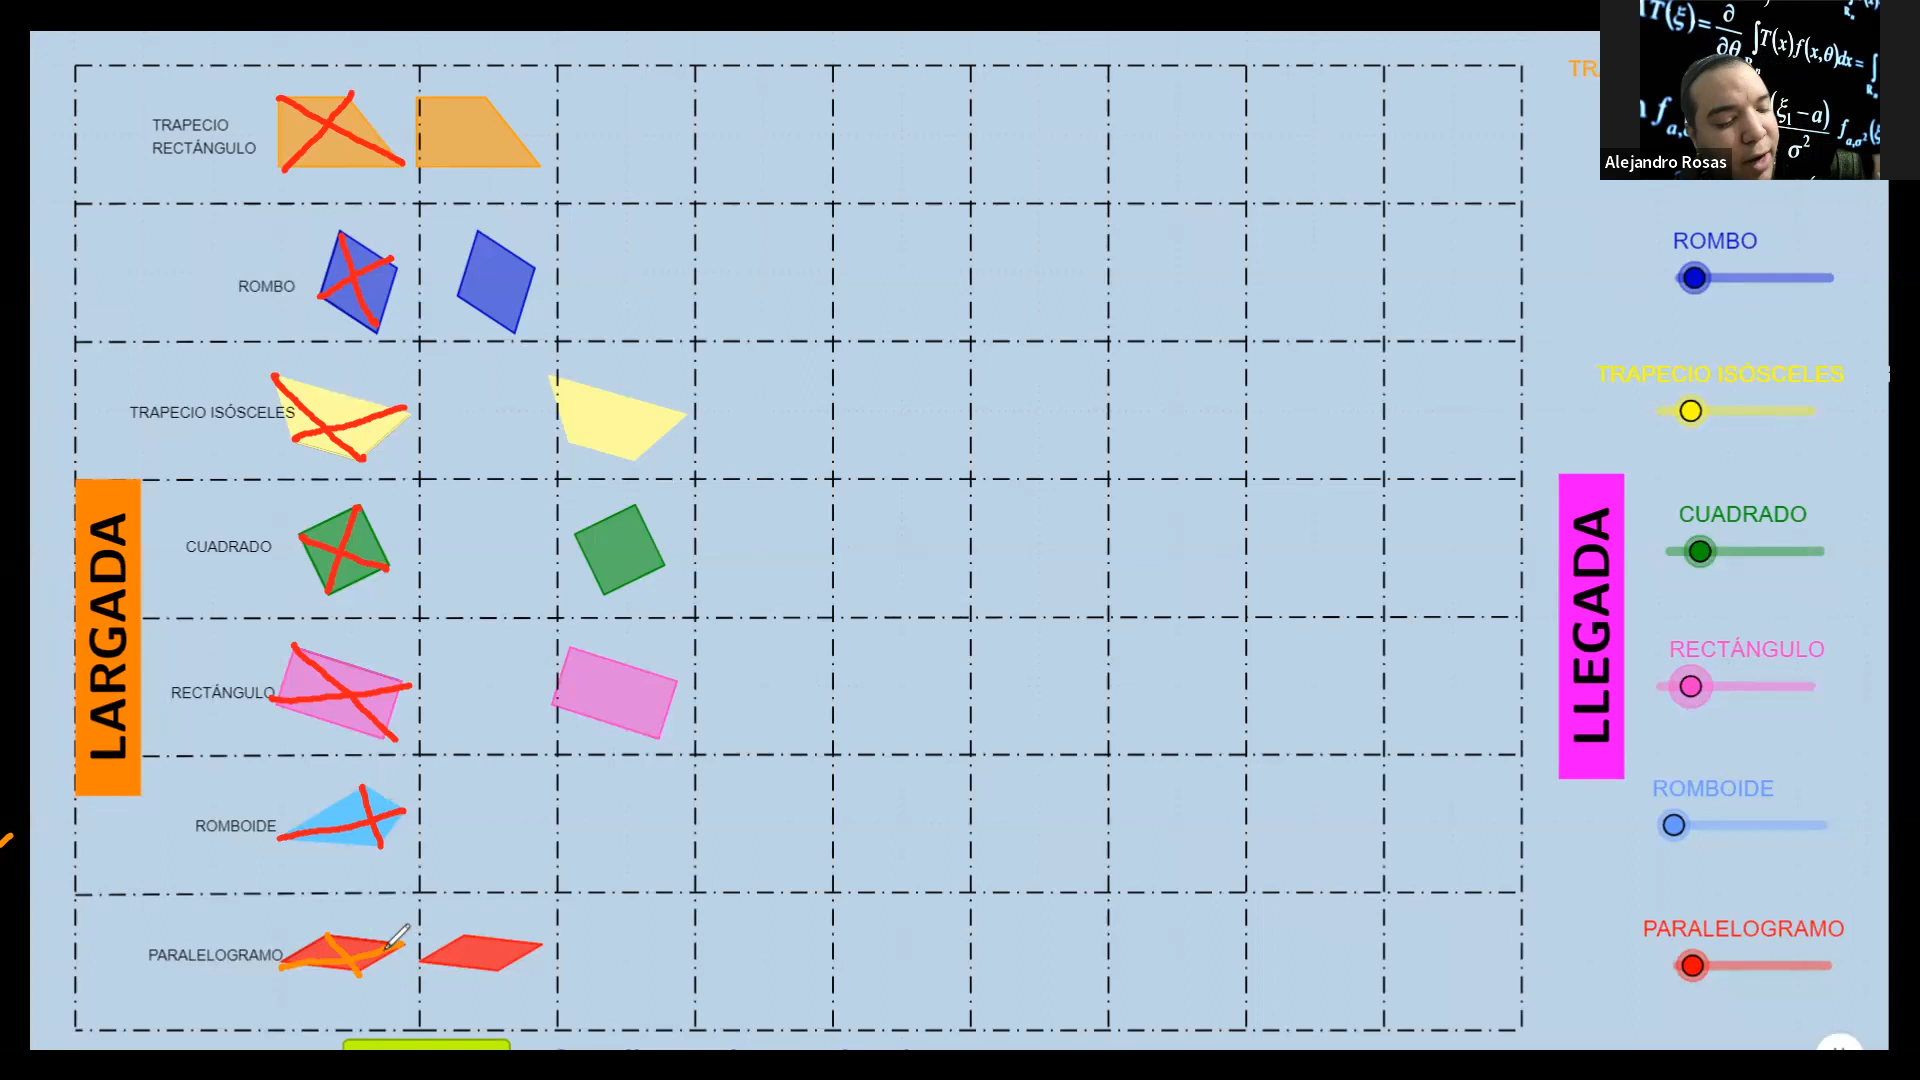 TRAPECIO
RECTÁNGULO
ROMBO
TRAPECIO ISÓSCELES
CUADRADO
RECTÁNGULO
ROMBOIDE
PARALELOGRAMO
LARGADA
LLEGADA
TR
ROMBO
TRAPECIO ISÓSCELES
CUADRADO
RECTÁNGULO
ROMBOIDE
PARALELOGRAMO
Alejandro Rosas